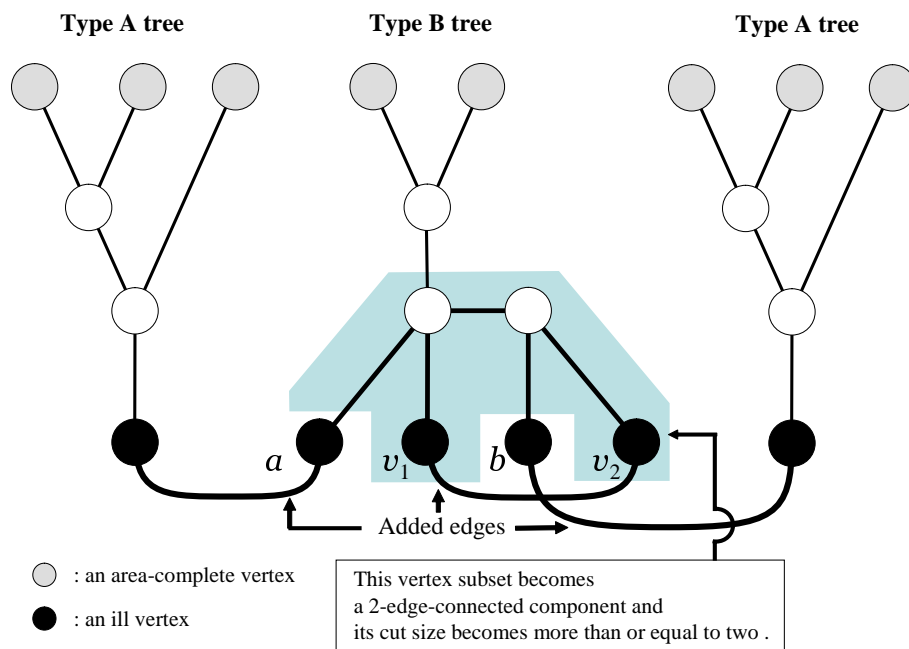 Type A tree
Type B tree
Type A tree
a
v1
b
v2
Added edges
: an area-complete vertex
: an ill vertex
This vertex subset becomes
a 2-edge-connected component and
its cut size becomes more than or equal to two .